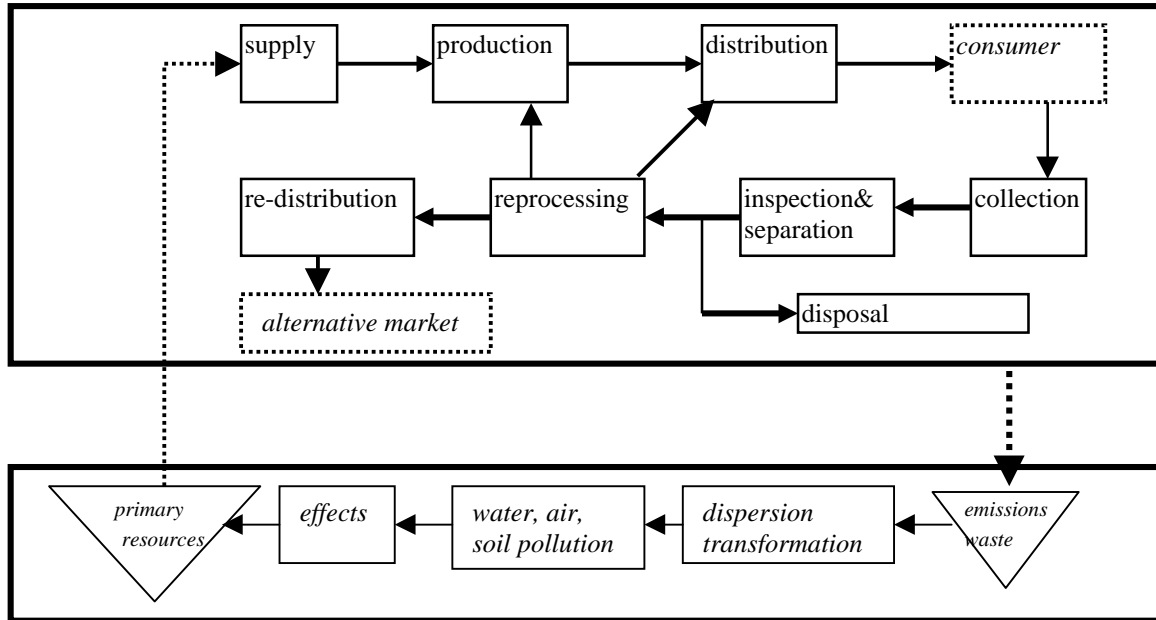 supply
production
distribution
consumer
re-distribution
reprocessing
inspection&
separation
collection
alternative market
disposal
primary
resources
effects
water, air,
soil pollution
dispersion
transformation
emissions
waste